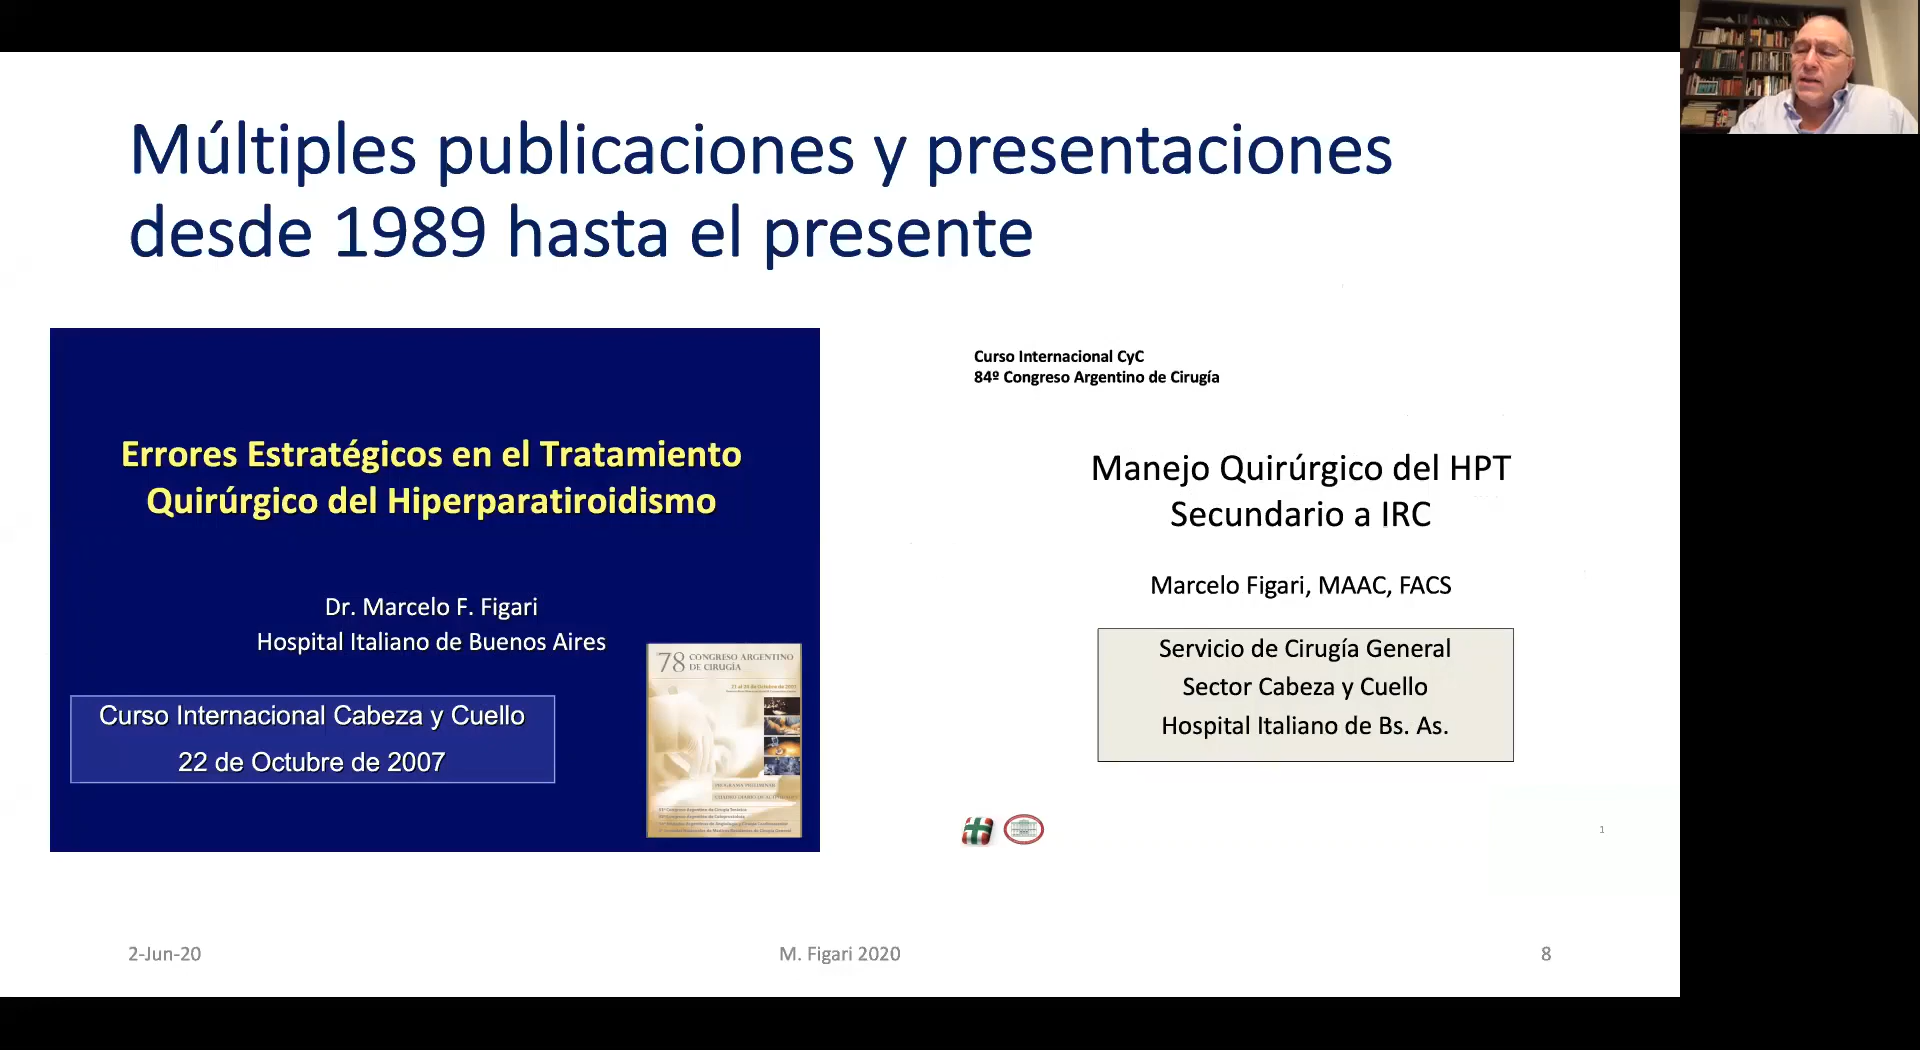 Múltiples publicaciones y presentaciones
desde 1989 hasta el presente
Errores Estratégicos en el Tratamiento
Quirúrgico del Hiperparatiroidismo
Dr. Marcelo F. Figari
Hospital Italiano de Buenos Aires
Curso Internacional Cabeza y Cuello
22 de Octubre de 2007
78 CONGRESO ARGENTINO
DE CIRUGÍA
Curso Internacional CyC
84º Congreso Argentino de Cirugía
Manejo Quirúrgico del HPT
Secundario a IRC
Marcelo Figari, MAAC, FACS
Servicio de Cirugía General
Sector Cabeza y Cuello
Hospital Italiano de Bs. As.
1
2-Jun-20
M. Figari 2020
8